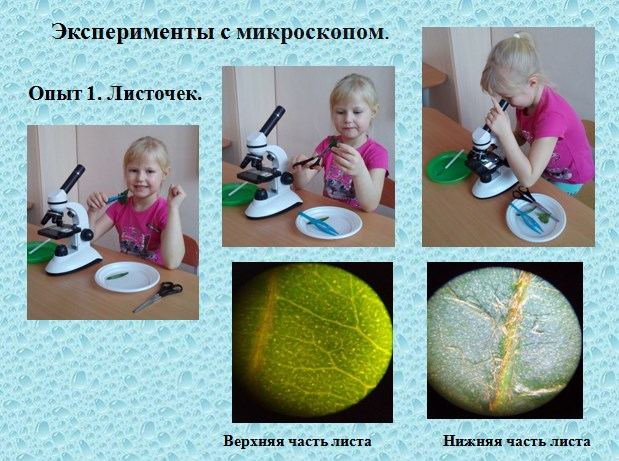 Эксперименты с микроскопом.
Опыт 1. Листочек.
Верхняя часть листа
Нижняя часть листа